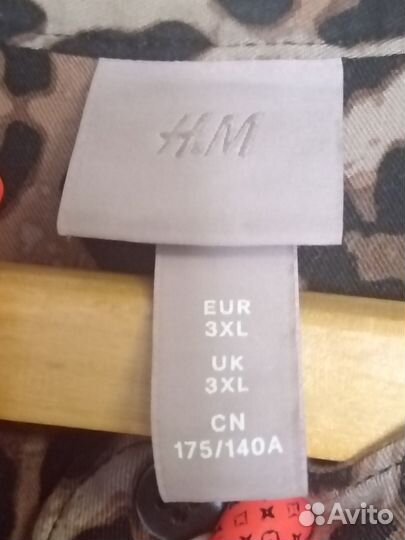 H&M
EUR
3XL
UK
3XL
CN
175/140A
Avito